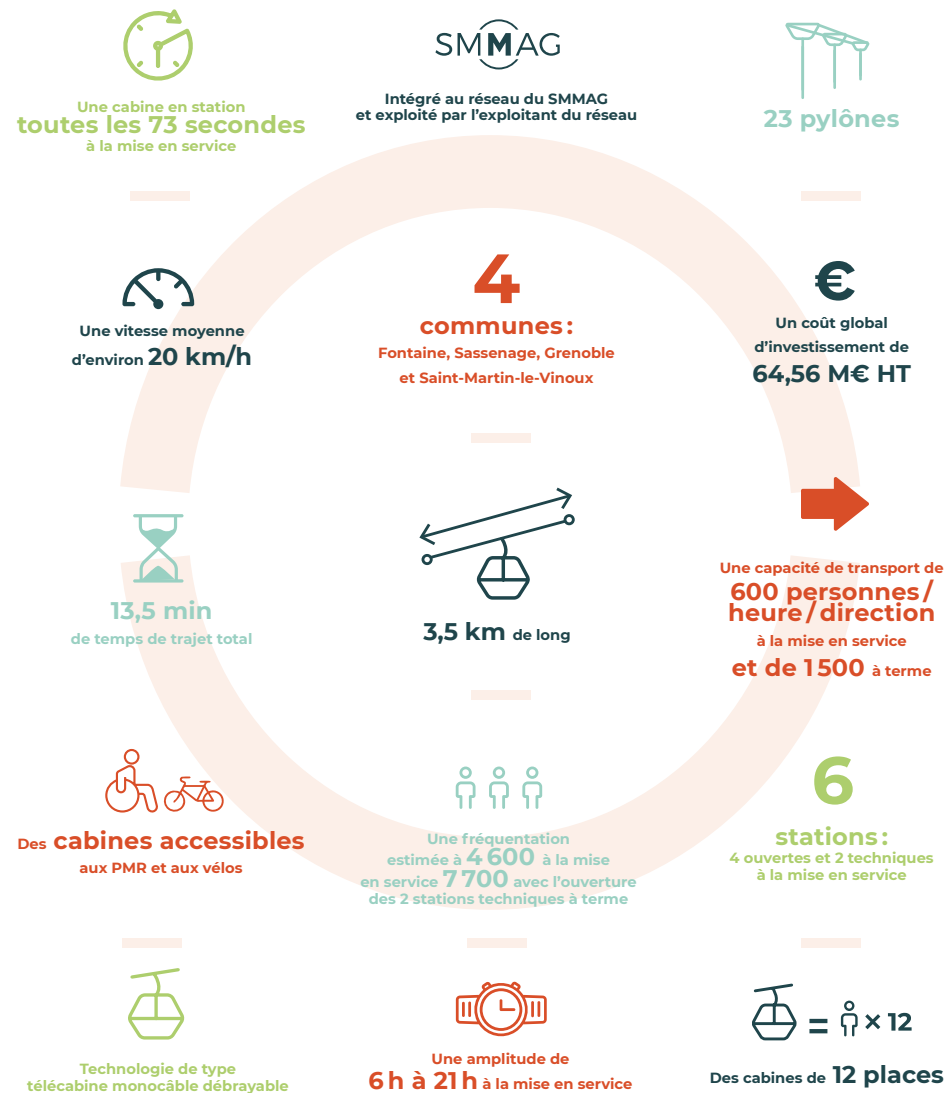 Une cabine en station
toutes les 73 secondes
à la mise en service
SMMAG
Intégré au réseau du SMMAG
et exploité par l'exploitant du réseau
23 pylônes
Une vitesse moyenne
d'environ 20 km/h
4
communes :
Fontaine, Sassenage, Grenoble
et Saint-Martin-le-Vinoux
€
Un coût global
d'investissement de
64,56 M€ HT
13,5 min
de temps de trajet total
3,5 km de long
Une capacité de transport de
600 personnes /
heure / direction
à la mise en service
et de 1 500 à terme
Des cabines accessibles
aux PMR et aux vélos
Une fréquentation
estimée à 4 600 à la mise
en service 7 700 avec l'ouverture
des 2 stations techniques à terme
6
stations :
4 ouvertes et 2 techniques
à la mise en service
Technologie de type
télécabine monocâble débrayable
Une amplitude de
6 h à 21 h à la mise en service
= × 12
Des cabines de 12 places